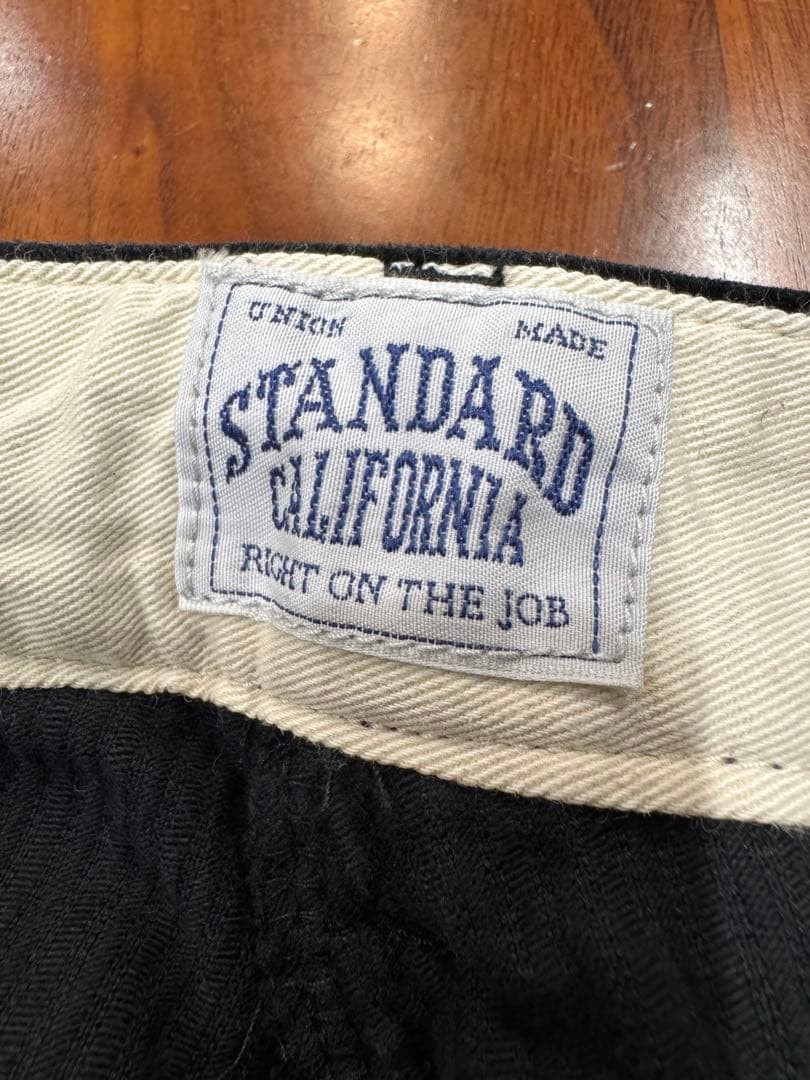 UNION MADE
STANDARD
CALIFORNIA
RIGHT ON THE JOB